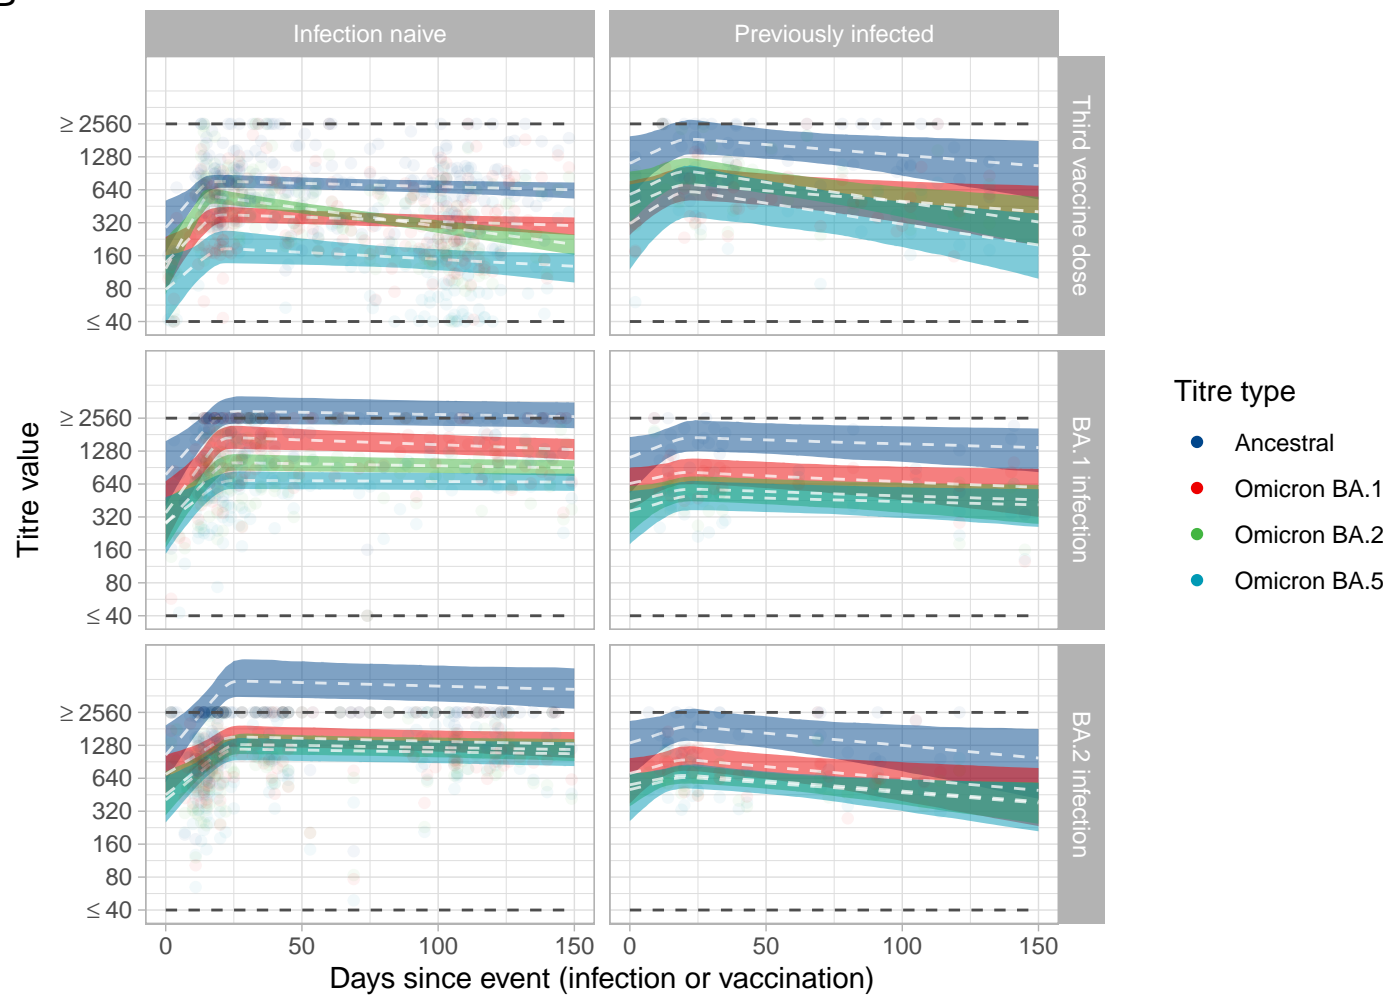 Infection naive
Previously infected
≥ 2560
1280
640
320
160
80
≤ 40
Third vaccine dose
≥ 2560
1280
640
320
160
80
≤ 40
BA.1 infection
≥ 2560
1280
640
320
160
80
≤ 40
BA.2 infection
Titre value
0 50 100 150 0 50 100 150
Days since event (infection or vaccination)
Titre type
Ancestral
Omicron BA.1
Omicron BA.2
Omicron BA.5